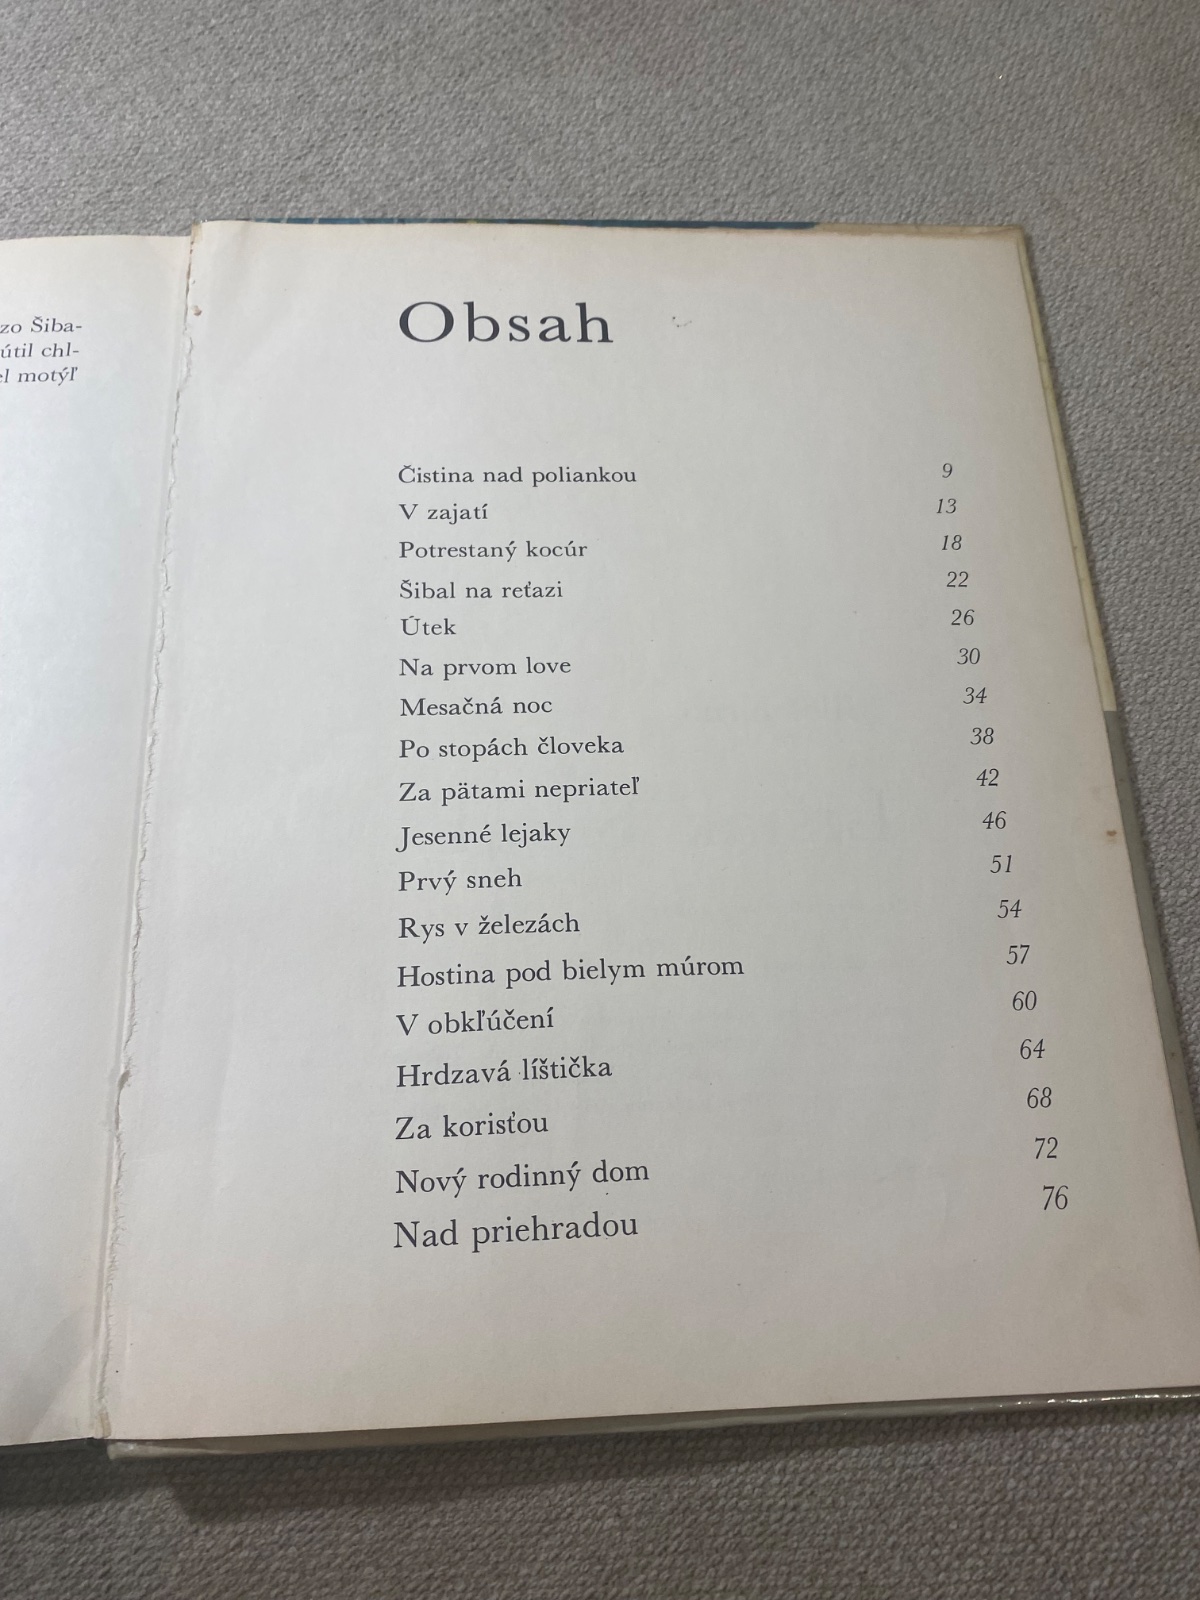 zo Šiba-
útil chl-
el motýľ
Obsah
Čistina nad poliankou 9
V zajatí 13
Potrestaný kocúr 18
Šibal na reťazi 22
Útek 26
Na prvom love 30
Mesačná noc 34
Po stopách človeka 38
Za pätami nepriateľ 42
Jesenné lejaky 46
Prvý sneh 51
Rys v železách 54
Hostina pod bielym múrom 57
V obkľúčení 60
Hrdzavá líštička 64
Za korisťou 68
Nový rodinný dom 72
Nad priehradou 76